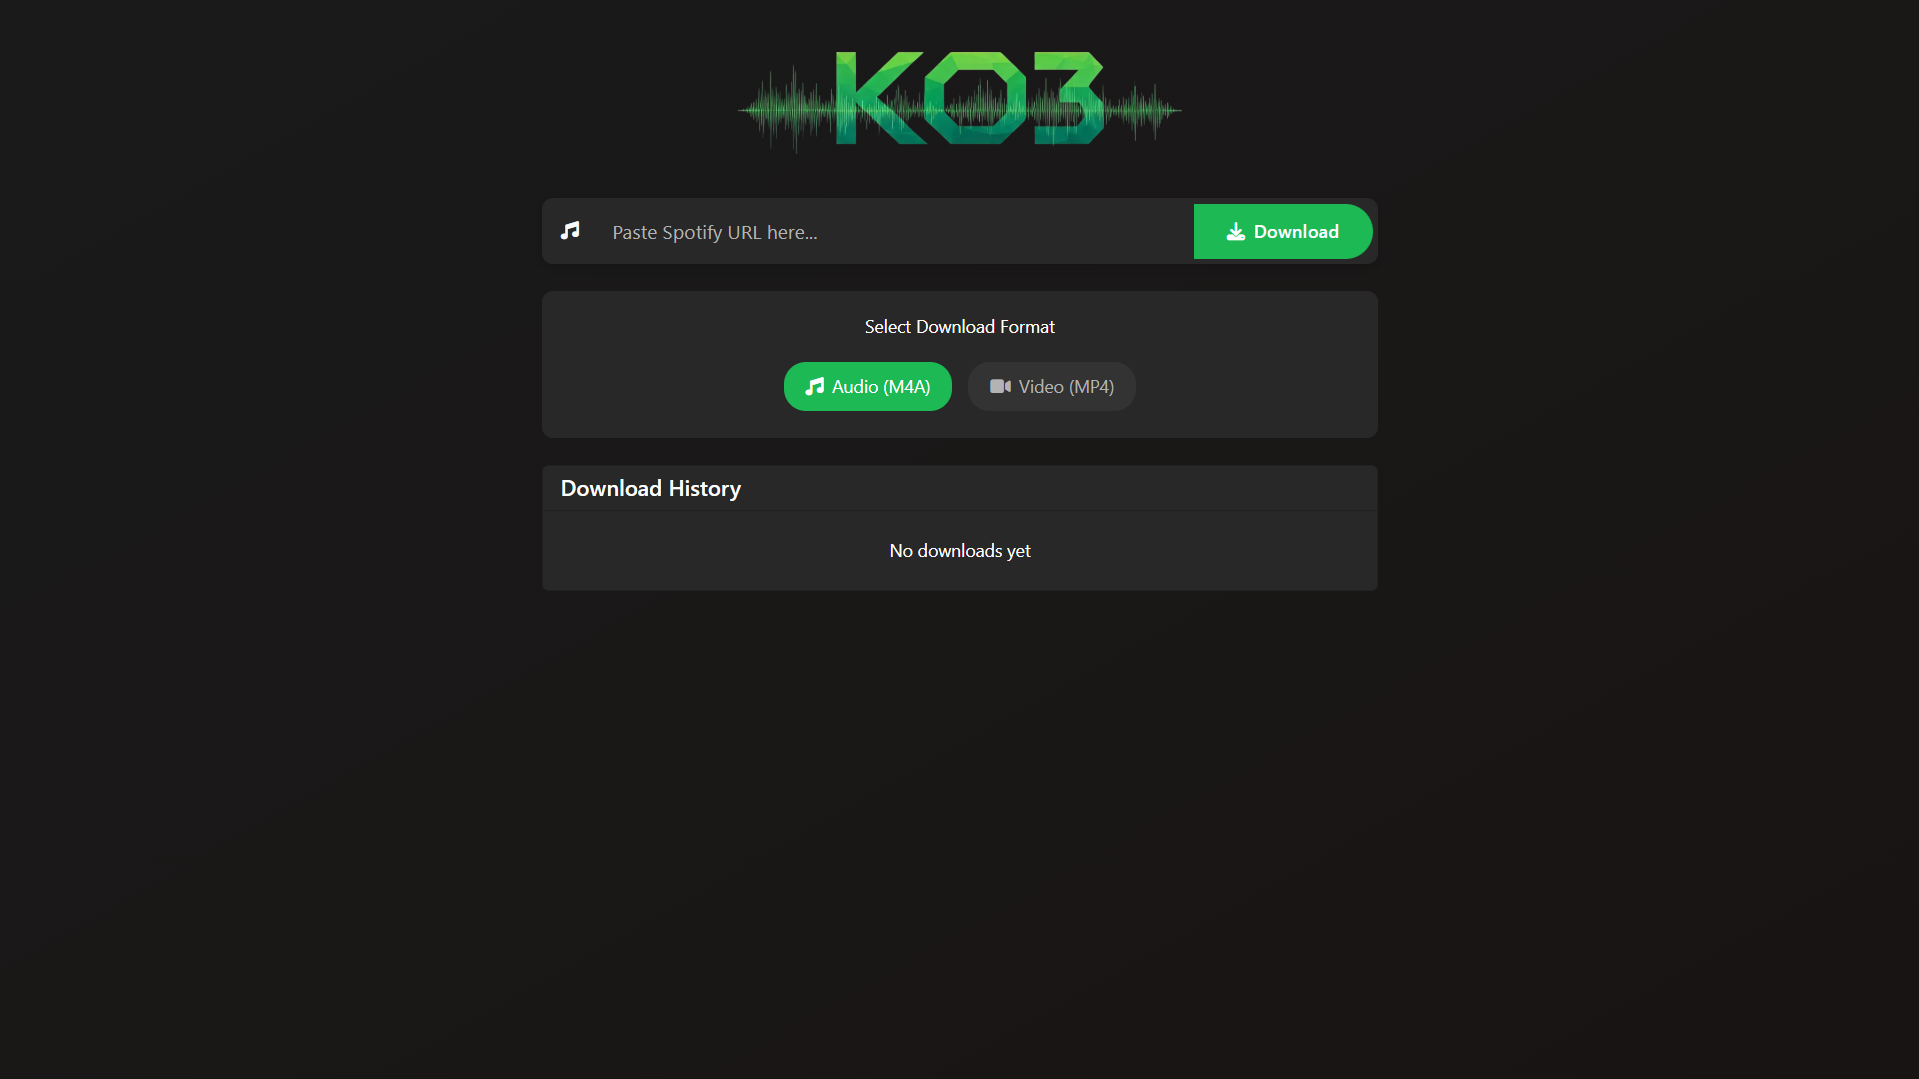 KO3
Paste Spotify URL here...
Download
Select Download Format
Audio (M4A)
Video (MP4)
Download History
No downloads yet